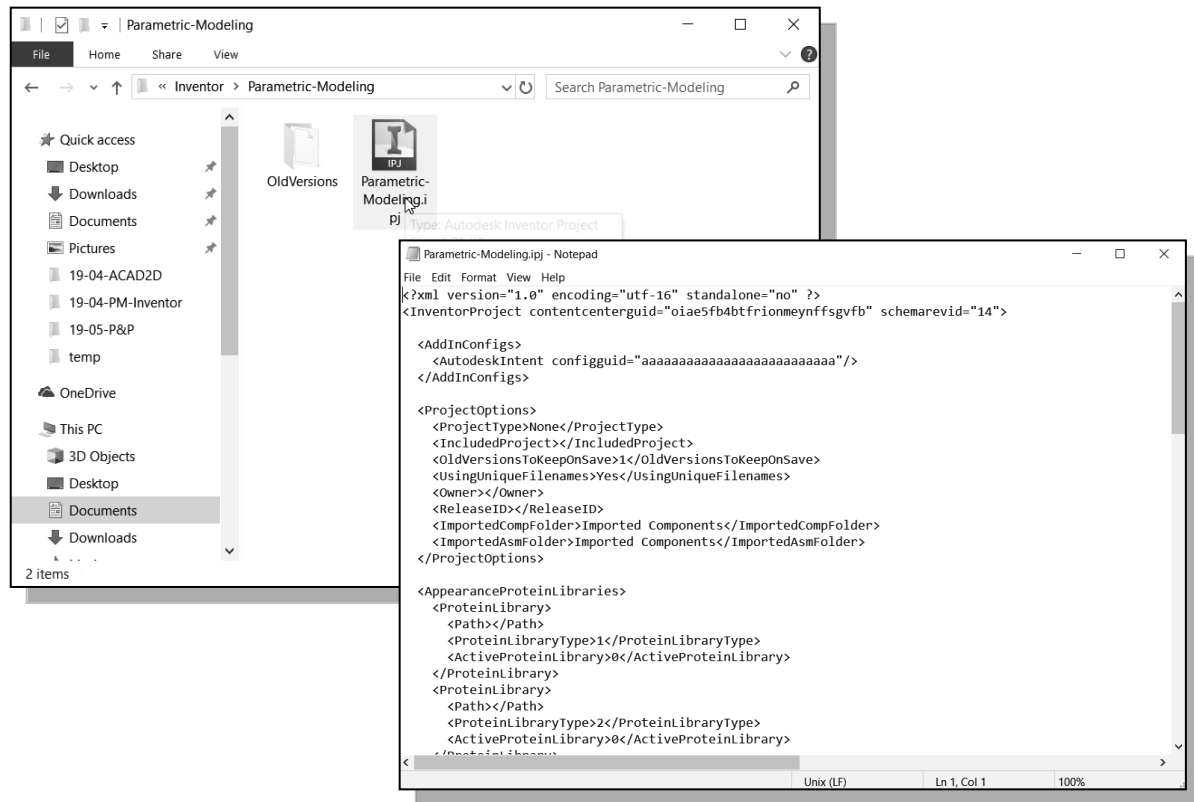 Parametric-Modeling
File Home Share View
« Inventor > Parametric-Modeling
Search Parametric-Modeling
Quick access
Desktop
Downloads
Documents
Pictures
19-04-ACAD2D
19-04-PM-Inventor
19-05-P&P
temp
OneDrive
This PC
3D Objects
Desktop
Documents
Downloads
2 items
OldVersions
IPJ
Parametric-
Modeling.i
pj
Type: Autodesk Inventor Project
Parametric-Modeling.ipj - Notepad
File Edit Format View Help
<?xml version="1.0" encoding="utf-16" standalone="no" ?>
<InventorProject contentcenterguid="oiae5fb4btfrionmeynffsgvfb" schemarevid="14">
<AddInConfigs>
<AutodeskIntent configguid="aaaaaaaaaaaaaaaaaaaaaaaaaa"/>
</AddInConfigs>
<ProjectOptions>
<ProjectType>None</ProjectType>
<IncludedProject></IncludedProject>
<OldVersionsToKeepOnSave>1</OldVersionsToKeepOnSave>
<UsingUniqueFilenames>Yes</UsingUniqueFilenames>
<Owner></Owner>
<ReleaseID></ReleaseID>
<ImportedCompFolder>Imported Components</ImportedCompFolder>
<ImportedAsmFolder>Imported Components</ImportedAsmFolder>
</ProjectOptions>
<AppearanceProteinLibraries>
<ProteinLibrary>
<Path></Path>
<ProteinLibraryType>1</ProteinLibraryType>
<ActiveProteinLibrary>0</ActiveProteinLibrary>
</ProteinLibrary>
<ProteinLibrary>
<Path></Path>
<ProteinLibraryType>2</ProteinLibraryType>
<ActiveProteinLibrary>0</ActiveProteinLibrary>
</ProteinLibrary>
Unix (LF) Ln 1, Col 1 100%